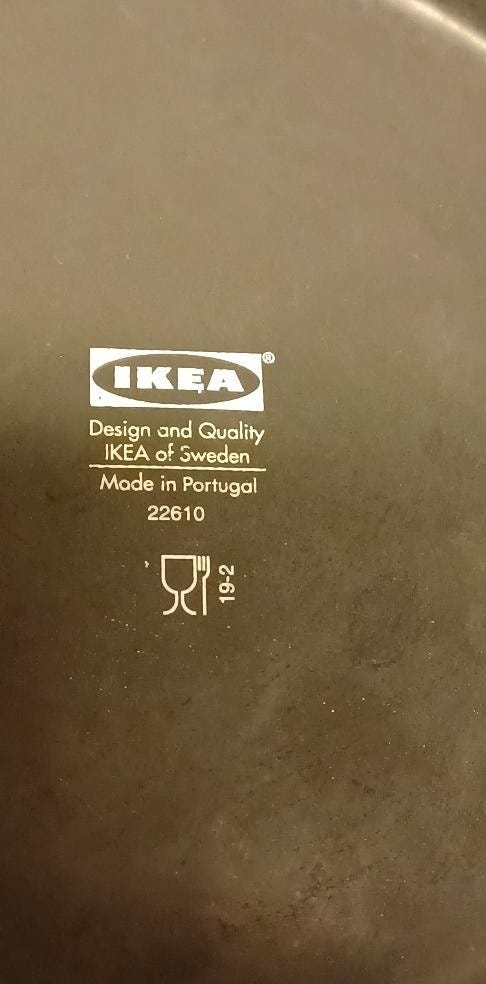 IKEA®
Design and Quality
IKEA of Sweden
Made in Portugal
22610
19-2